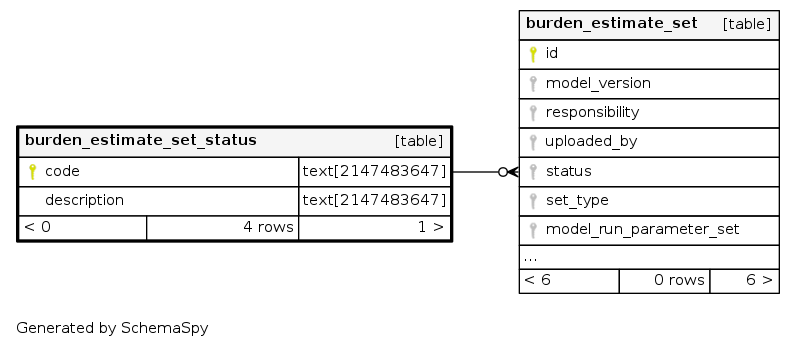 burden_estimate_set_status [table]
code text[2147483647]
description text[2147483647]
< 0 4 rows 1 >
burden_estimate_set [table]
id
model_version
responsibility
uploaded_by
status
set_type
model_run_parameter_set
...
< 6 0 rows 6 >
Generated by SchemaSpy